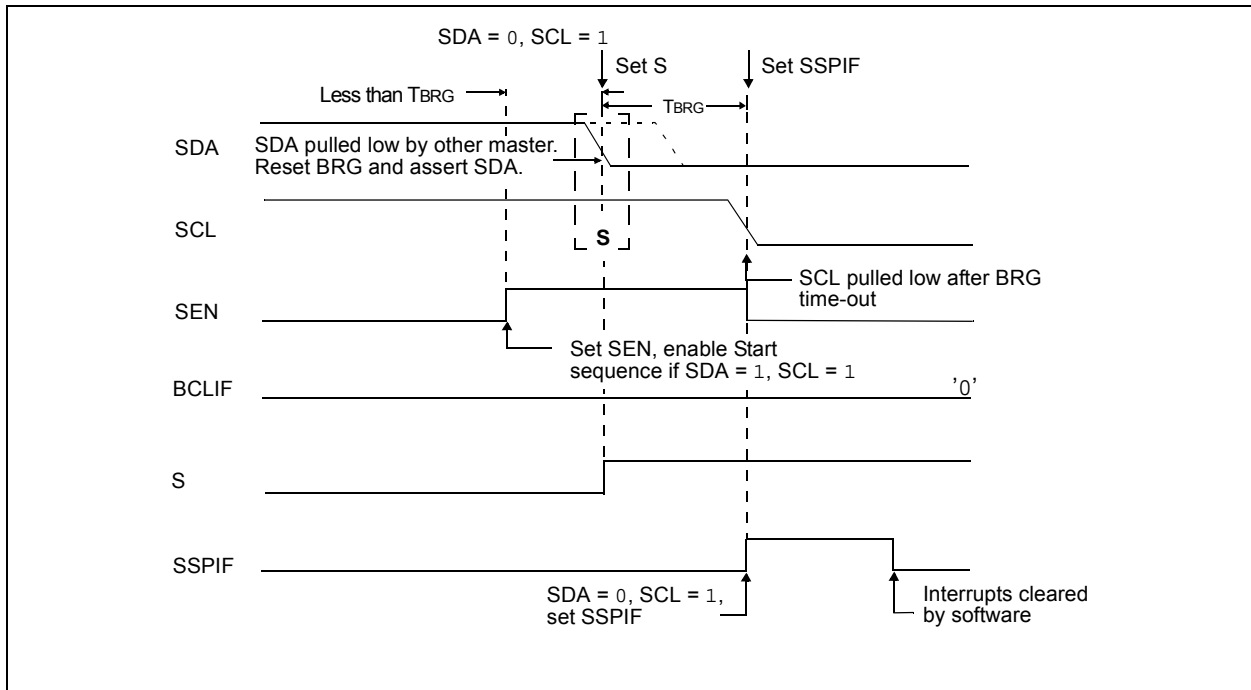 SDA = 0, SCL = 1
Set S
Set SSPIF
Less than TBRG
TBRG
SDA
SDA pulled low by other master.
Reset BRG and assert SDA.
SCL
S
SCL pulled low after BRG
time-out
SEN
Set SEN, enable Start
sequence if SDA = 1, SCL = 1
BCLIF
'0'
S
SSPIF
SDA = 0, SCL = 1,
set SSPIF
Interrupts cleared
by software